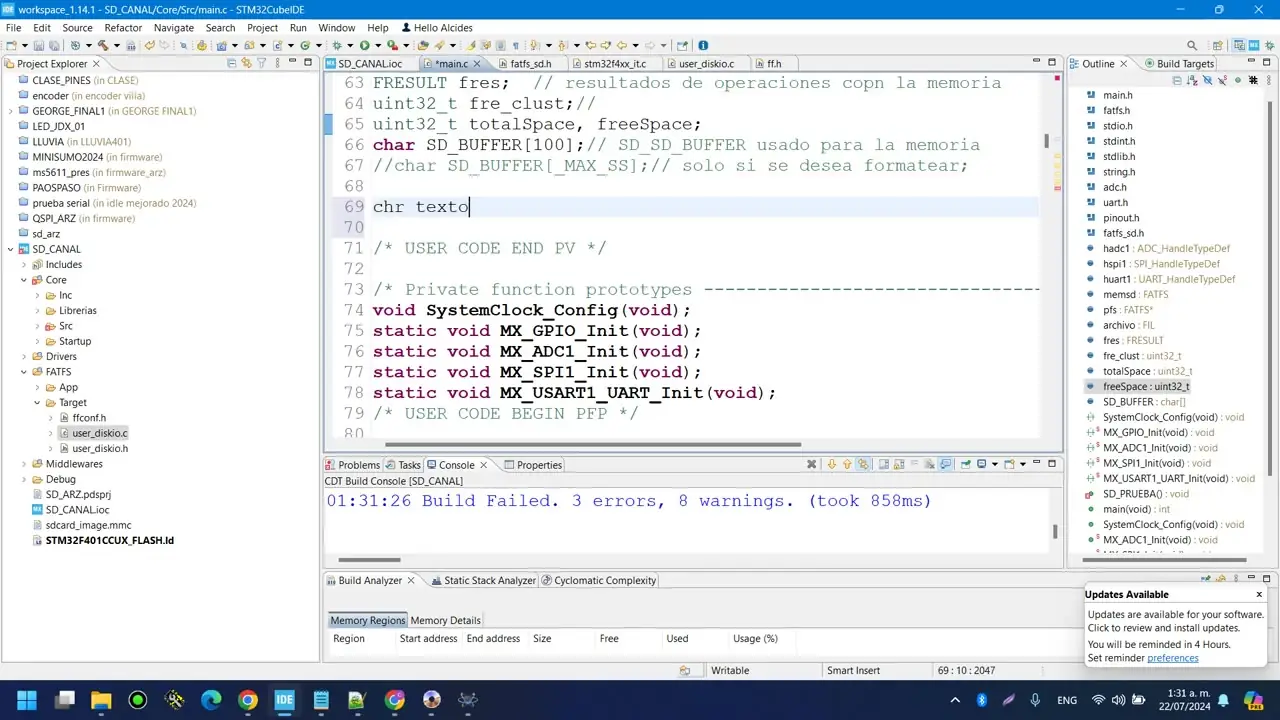 workspace_1.14.1 - SD_CANAL/Core/Src/main.c - STM32CubeIDE
File Edit Source Refactor Navigate Search Project Run Window Help Hello Alcides
Project Explorer
CLASE_PINES (in CLASE)
encoder (in encoder viiia)
GEORGE_FINAL1 (in GEORGE FINAL1)
LED_JDX_01
LLUVIA (in LLUVIA401)
MINISUMO2024 (in firmware)
ms5611_pres (in firmware_arz)
PAOSPASO (in Firmware)
prueba serial (in idle mejorado 2024)
QSPI_ARZ (in firmware)
sd_arz
SD_CANAL
Includes
Core
Inc
Librerias
Src
Startup
Drivers
FATFS
App
Target
ffconf.h
user_diskio.c
user_diskio.h
Middlewares
Debug
SD_ARZ.pdsprj
SD_CANAL.ioc
sdcard_image.mmc
STM32F401CCUX_FLASH.ld
SD_CANAL.ioc *main.c fatfs_sd.h stm32f4xx_it.c user_diskio.c ff.h
63 FRESULT fres; // resultados de operaciones copn la memoria
64 uint32_t fre_clust;//
65 uint32_t totalSpace, freeSpace;
66 char SD_BUFFER[100];// SD_SD_BUFFER usado para la memoria
67 //char SD_BUFFER[_MAX_SS];// solo si se desea formatear;
68
69 chr texto
70
71 /* USER CODE END PV */
72
73 /* Private function prototypes -------------------------------
74 void SystemClock_Config(void);
75 static void MX_GPIO_Init(void);
76 static void MX_ADC1_Init(void);
77 static void MX_SPI1_Init(void);
78 static void MX_USART1_UART_Init(void);
79 /* USER CODE BEGIN PFP */
80
Problems Tasks Console Properties
CDT Build Console [SD_CANAL]
01:31:26 Build Failed. 3 errors, 8 warnings. (took 858ms)
Build Analyzer Static Stack Analyzer Cyclomatic Complexity
Memory Regions Memory Details
Region Start address End address Size Free Used Usage (%)
Outline Build Targets
main.h
fatfs.h
stdio.h
stdint.h
stdlib.h
string.h
adc.h
uart.h
pinout.h
fatfs_sd.h
hadc1 : ADC_HandleTypeDef
hspi1 : SPI_HandleTypeDef
huart1 : UART_HandleTypeDef
memsd : FATFS
pfs : FATFS*
archivo : FIL
fres : FRESULT
fre_clust : uint32_t
totalSpace : uint32_t
freeSpace : uint32_t
SD_BUFFER : char[]
SystemClock_Config(void) : void
MX_GPIO_Init(void) : void
MX_ADC1_Init(void) : void
MX_SPI1_Init(void) : void
MX_USART1_UART_Init(void) : void
SD_PRUEBA() : void
main(void) : int
SystemClock_Config(void) : void
MX_GPIO_Init(void) : void
MX_ADC1_Init(void) : void
Updates Available x
Updates are available for your software.
Click to review and install updates.
You will be reminded in 4 Hours.
Set reminder preferences
Writable Smart Insert 69 : 10 : 2047
IDE ENG 1:31 a. m.
22/07/2024